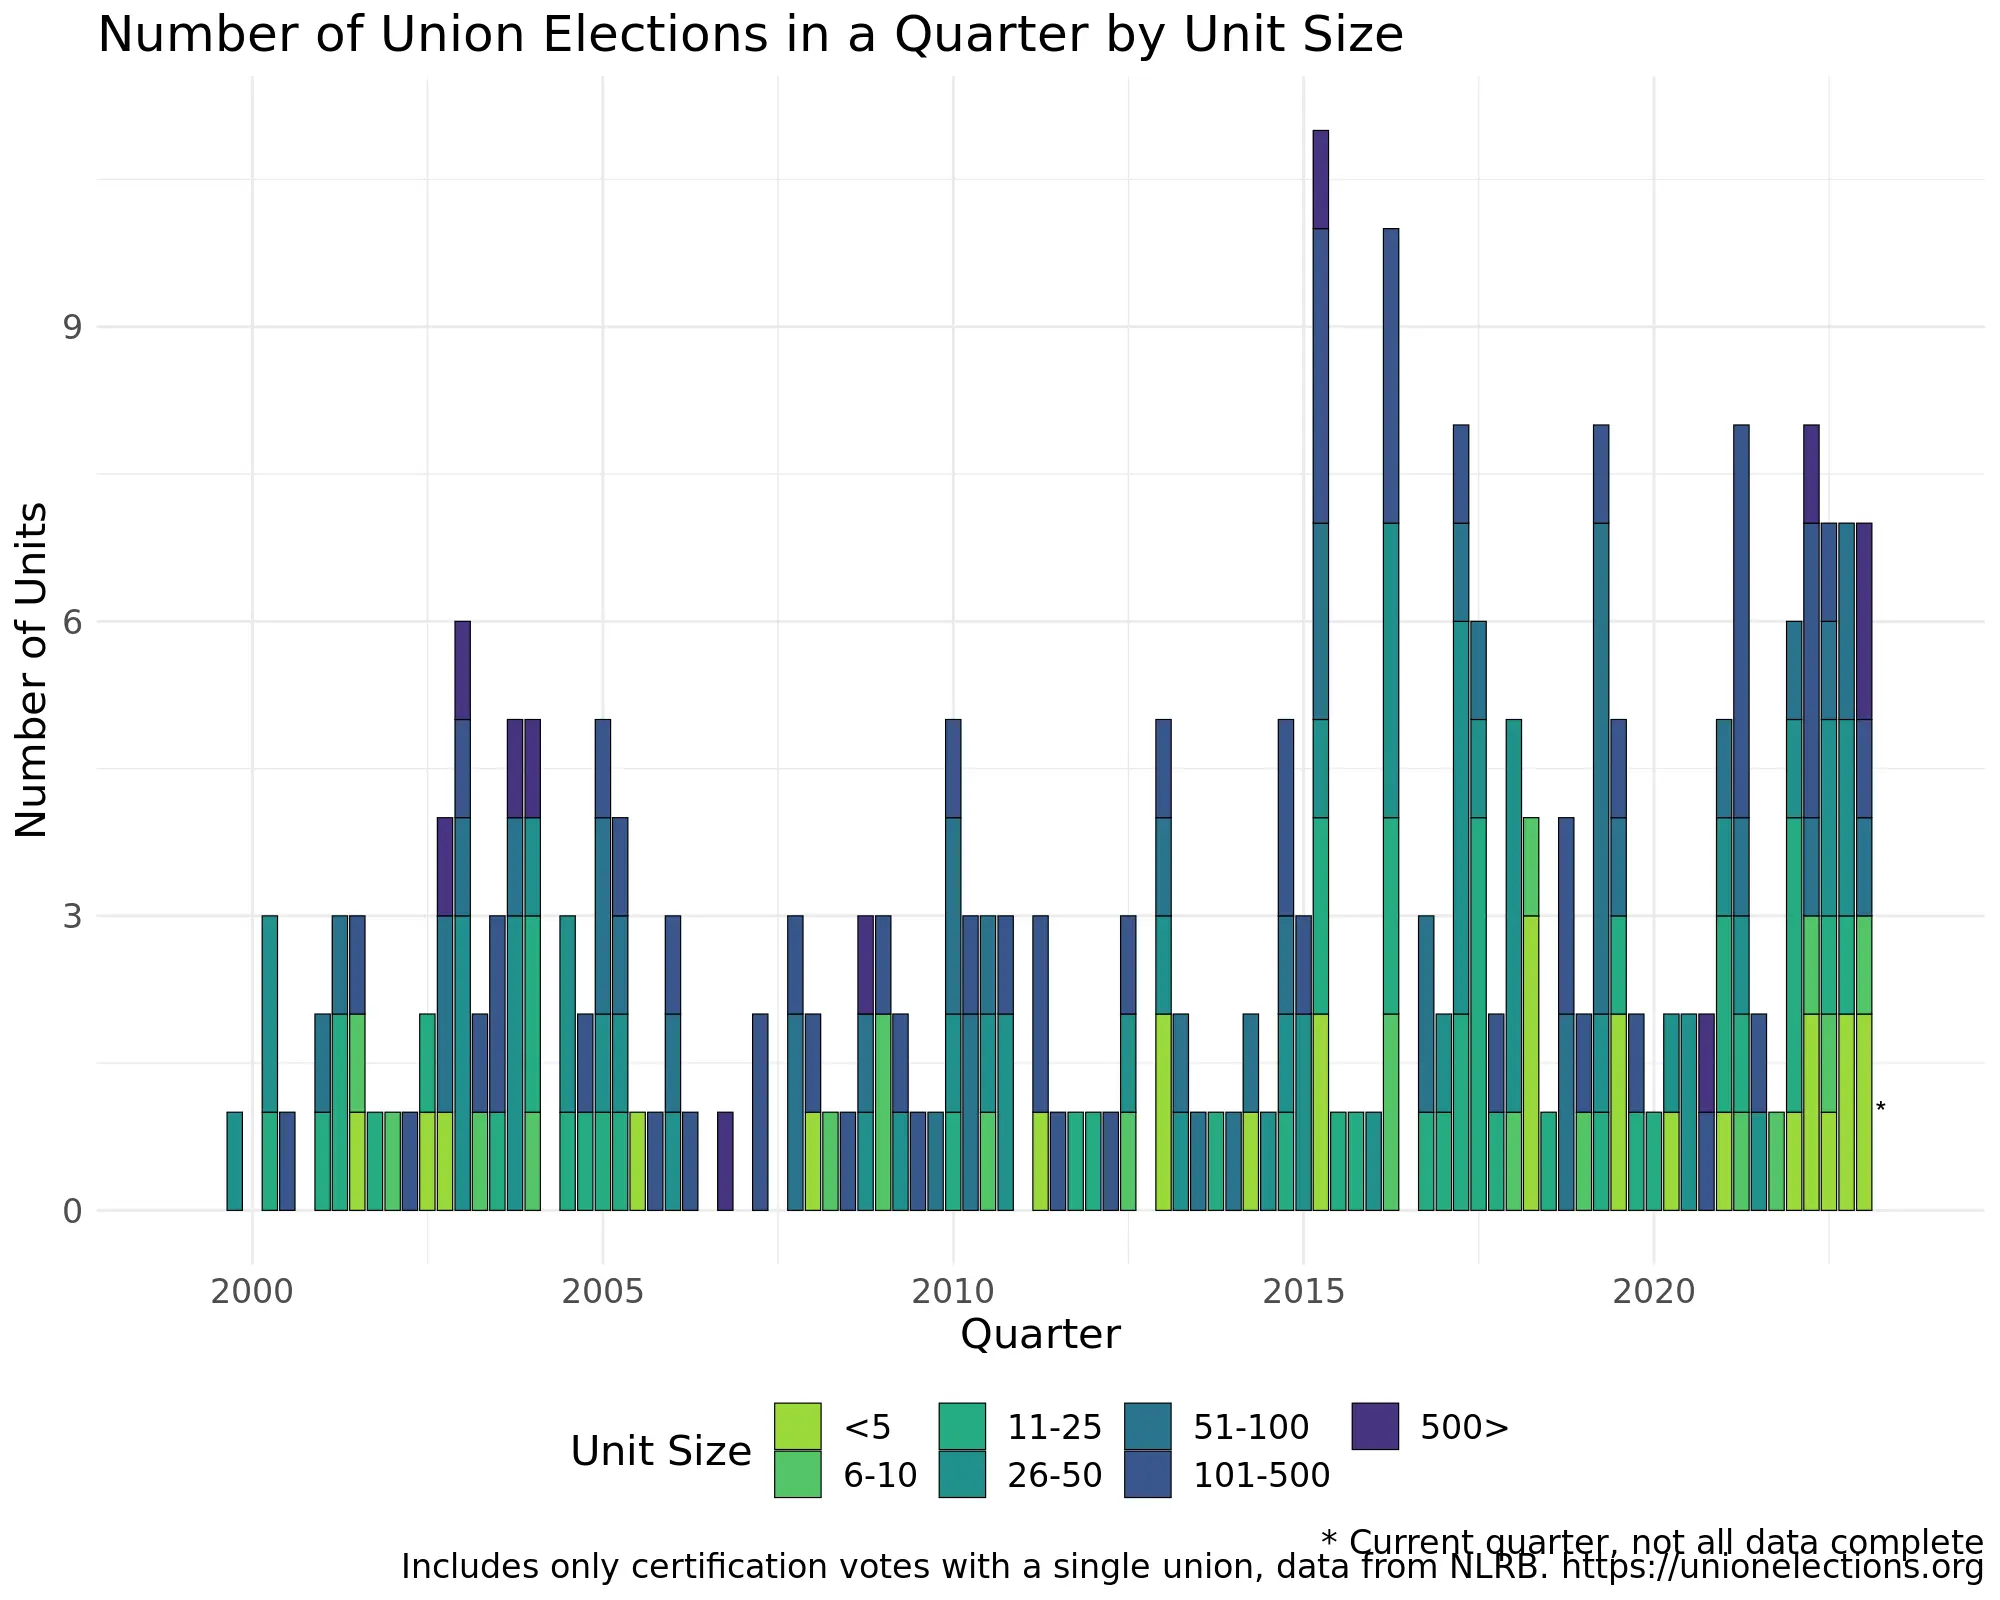 Number of Union Elections in a Quarter by Unit Size
Number of Units
9
6
3
0
*
2000 2005 2010 2015 2020
Quarter
Unit Size
<5 11-25 51-100 500>
6-10 26-50 101-500
* Current quarter, not all data complete
Includes only certification votes with a single union, data from NLRB. https://unionelections.org